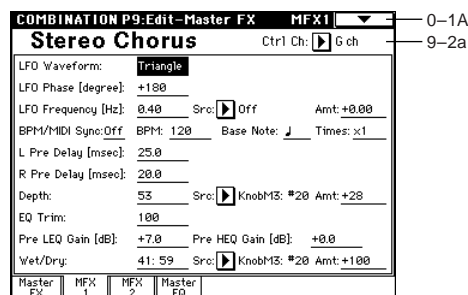 COMBINATION P9:Edit-Master FX MFX1 0–1A
Stereo Chorus Ctrl Ch: G ch 9–2a
LFO Waveform: Triangle
LFO Phase [degree]: +180
LFO Frequency [Hz]: 0.40 Src: Off Amt: +0.00
BPM/MIDI Sync: Off BPM: 120 Base Note: ♩ Times: x1
L Pre Delay [msec]: 25.0
R Pre Delay [msec]: 20.0
Depth: 53 Src: KnobM3: #20 Amt: +28
EQ Trim: 100
Pre LEQ Gain [dB]: +7.0 Pre HEQ Gain [dB]: +0.0
Wet/Dry: 41: 59 Src: KnobM3: #20 Amt: +100
Master FX MFX 1 MFX 2 Master EQ